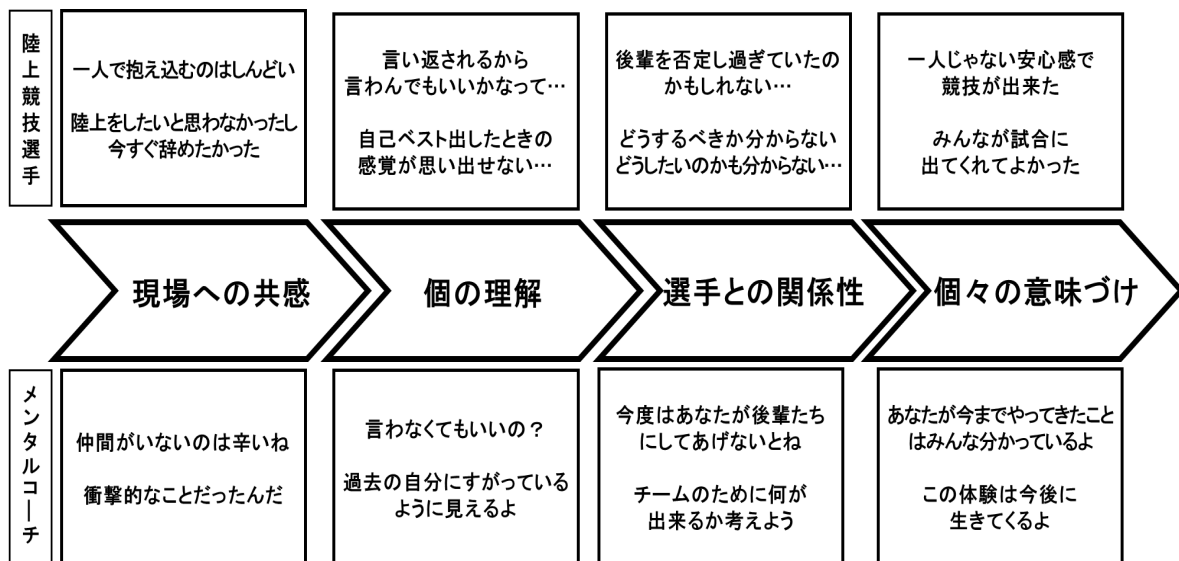 陸上競技選手
一人で抱え込むのはしんどい
陸上をしたいと思わなかったし
今すぐ辞めたかった
言い返されるから
言わんでもいいかなって…
自己ベスト出したときの
感覚が思い出せない…
後輩を否定し過ぎていたの
かもしれない…
どうするべきか分からない
どうしたいのかも分からない…
一人じゃない安心感で
競技が出来た
みんなが試合に
出てくれてよかった
現場への共感
個の理解
選手との関係性
個々の意味づけ
メンタルコーチ
仲間がいないのは辛いね
衝撃的なことだったんだ
言わなくてもいいの？
過去の自分にすがっている
ように見えるよ
今度はあなたが後輩たち
にしてあげないとね
チームのために何が
出来るか考えよう
あなたが今までやってきたこと
はみんな分かっているよ
この体験は今後に
生きてくるよ